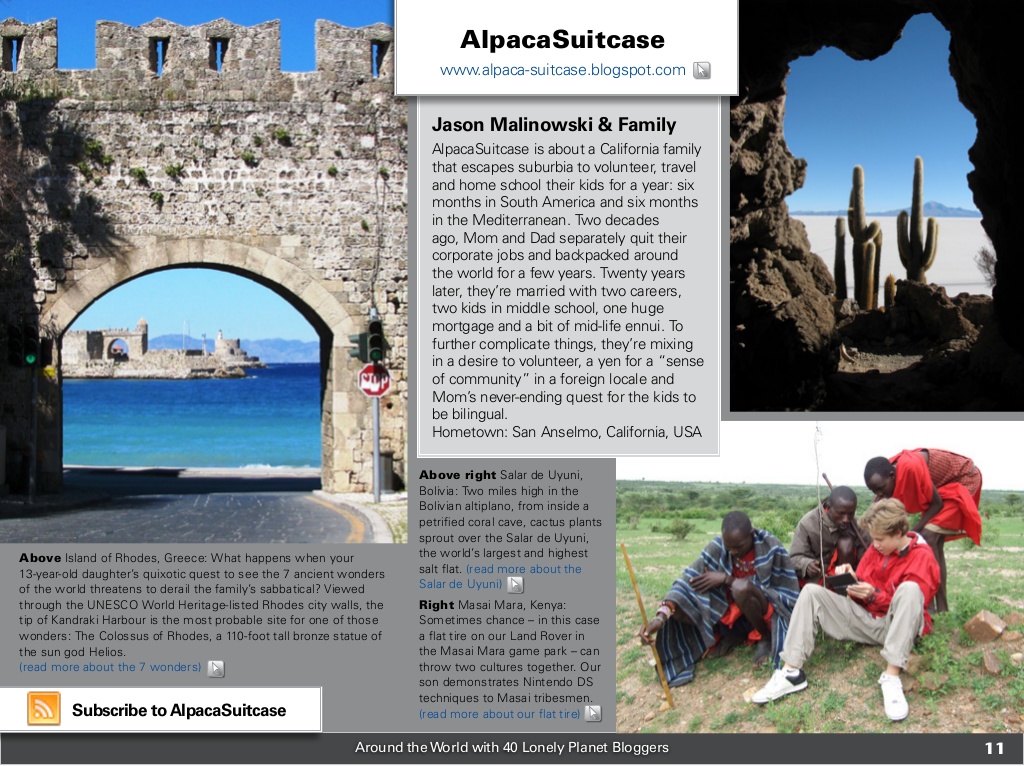 AlpacaSuitcase
www.alpaca-suitcase.blogspot.com
Jason Malinowski & Family
AlpacaSuitcase is about a California family
that escapes suburbia to volunteer, travel
and home school their kids for a year: six
months in South America and six months
in the Mediterranean. Two decades
ago, Mom and Dad separately quit their
corporate jobs and backpacked around
the world for a few years. Twenty years
later, they're married with two careers,
two kids in middle school, one huge
mortgage and a bit of mid-life ennui. To
further complicate things, they're mixing
in a desire to volunteer, a yen for a "sense
of community" in a foreign locale and
Mom's never-ending quest for the kids to
be bilingual.
Hometown: San Anselmo, California, USA
STOP
Above right Salar de Uyuni,
Bolivia: Two miles high in the
Bolivian altiplano, from inside a
petrified coral cave, cactus plants
sprout over the Salar de Uyuni,
the world's largest and highest
salt flat. (read more about the
Salar de Uyuni)
Right Masai Mara, Kenya:
Sometimes chance – in this case
a flat tire on our Land Rover in
the Masai Mara game park – can
throw two cultures together. Our
son demonstrates Nintendo DS
techniques to Masai tribesmen.
(read more about our flat tire)
Above Island of Rhodes, Greece: What happens when your
13-year-old daughter's quixotic quest to see the 7 ancient wonders
of the world threatens to derail the family's sabbatical? Viewed
through the UNESCO World Heritage-listed Rhodes city walls, the
tip of Kandraki Harbour is the most probable site for one of those
wonders: The Colossus of Rhodes, a 110-foot tall bronze statue of
the sun god Helios.
(read more about the 7 wonders)
Subscribe to AlpacaSuitcase
Around the World with 40 Lonely Planet Bloggers
11